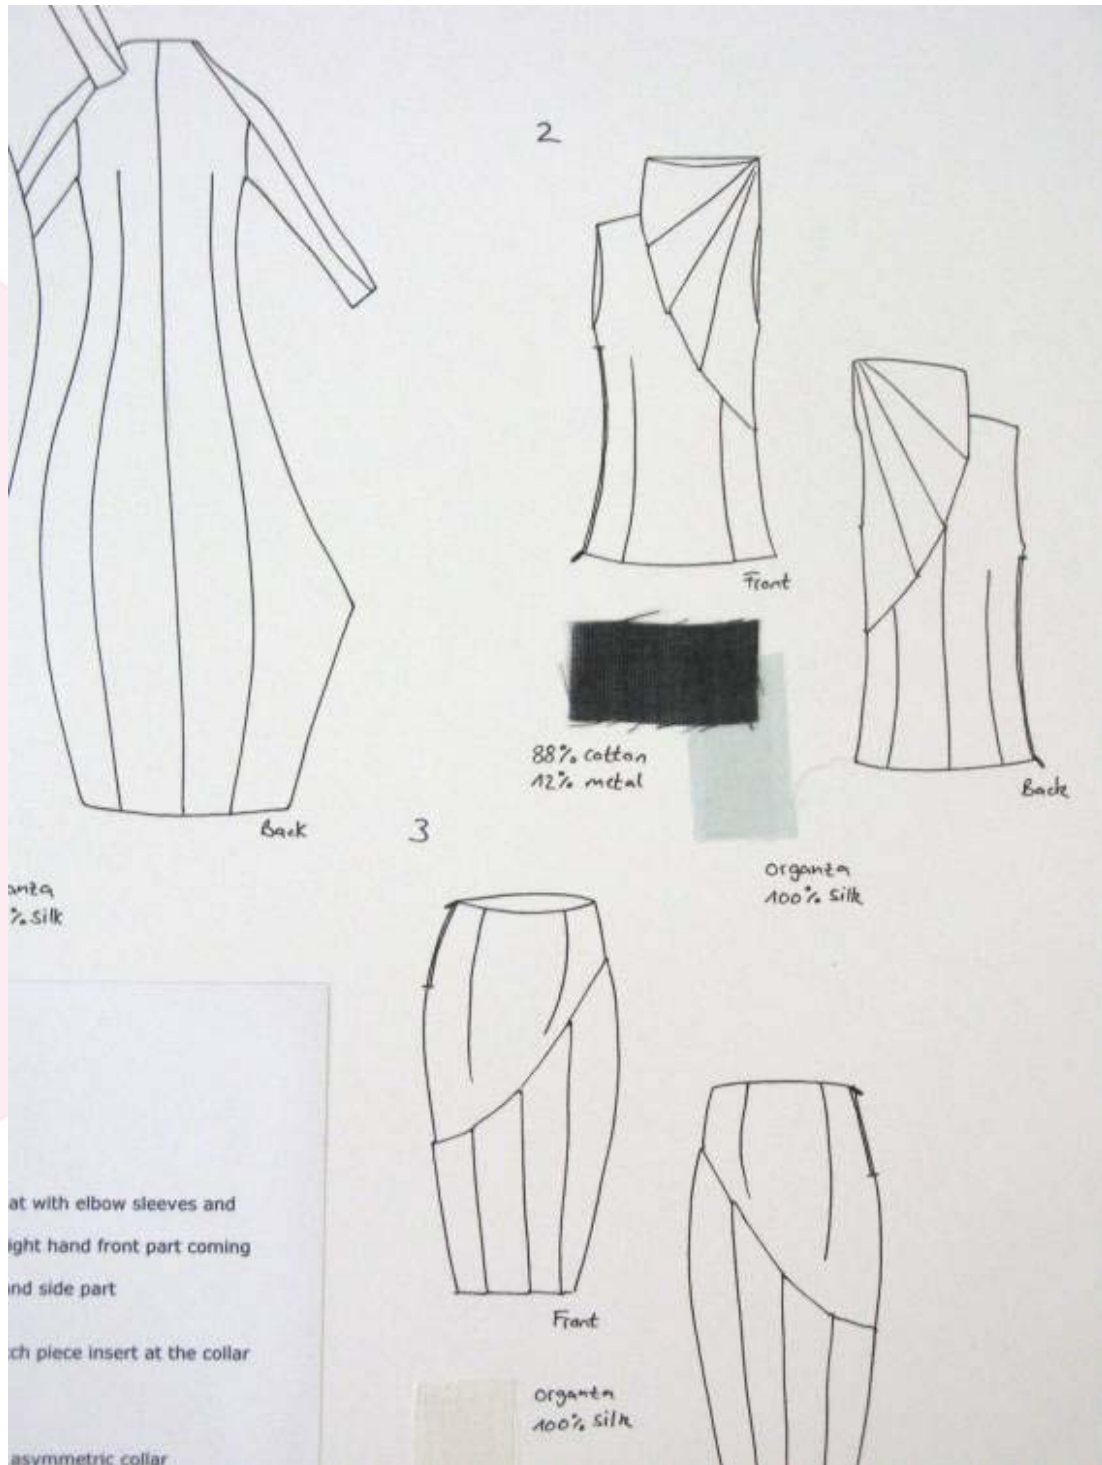 2
Front
88% cotton
12% metal
Back
Back
3
organza
100% silk
anza
% silk
at with elbow sleeves and
ight hand front part coming
nd side part
Front
ch piece insert at the collar
organza
100% silk
asymmetric collar